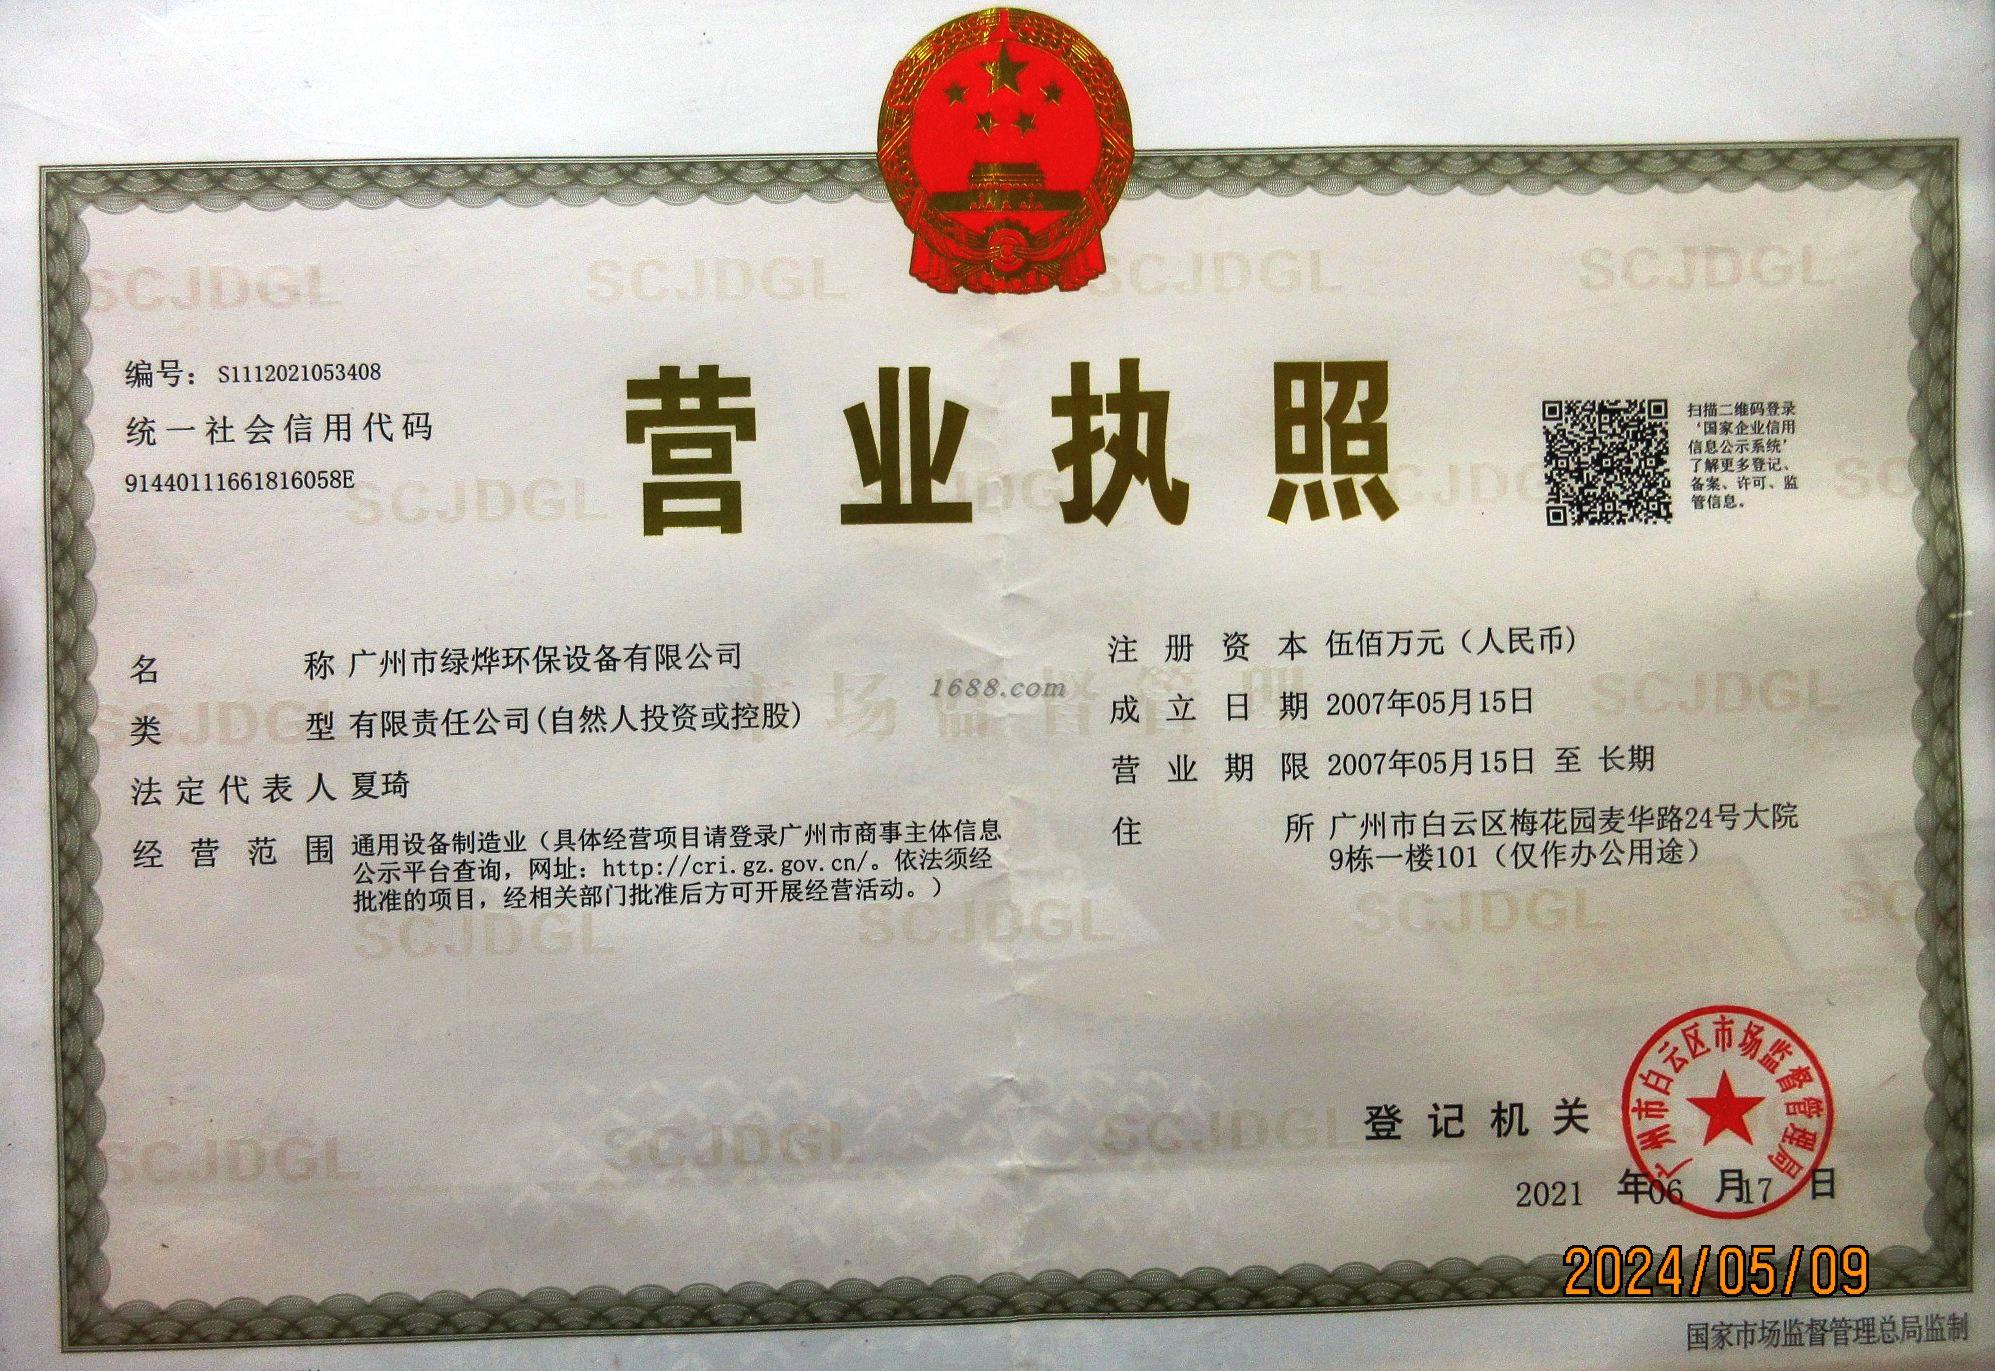 编号：S1112021053408
统一社会信用代码
91440111661816058E
营业执照
扫描二维码登录
‘国家企业信用
信息公示系统’
了解更多登记、
备案、许可、监
管信息。
名称 广州市绿烨环保设备有限公司
类型 有限责任公司(自然人投资或控股)
法定代表人 夏琦
经营范围 通用设备制造业（具体经营项目请登录广州市商事主体信息
公示平台查询，网址：http://cri.gz.gov.cn/。依法须经
批准的项目，经相关部门批准后方可开展经营活动。）
注册资本 伍佰万元（人民币）
成立日期 2007年05月15日
营业期限 2007年05月15日 至 长期
住所 广州市白云区梅花园麦华路24号大院
9栋一楼101（仅作办公用途）
1688.com
SCJDGL
市场监督管理
登记机关
广州市白云区市场监督管理局
2021 年06 月17 日
2024/05/09
国家市场监督管理总局监制